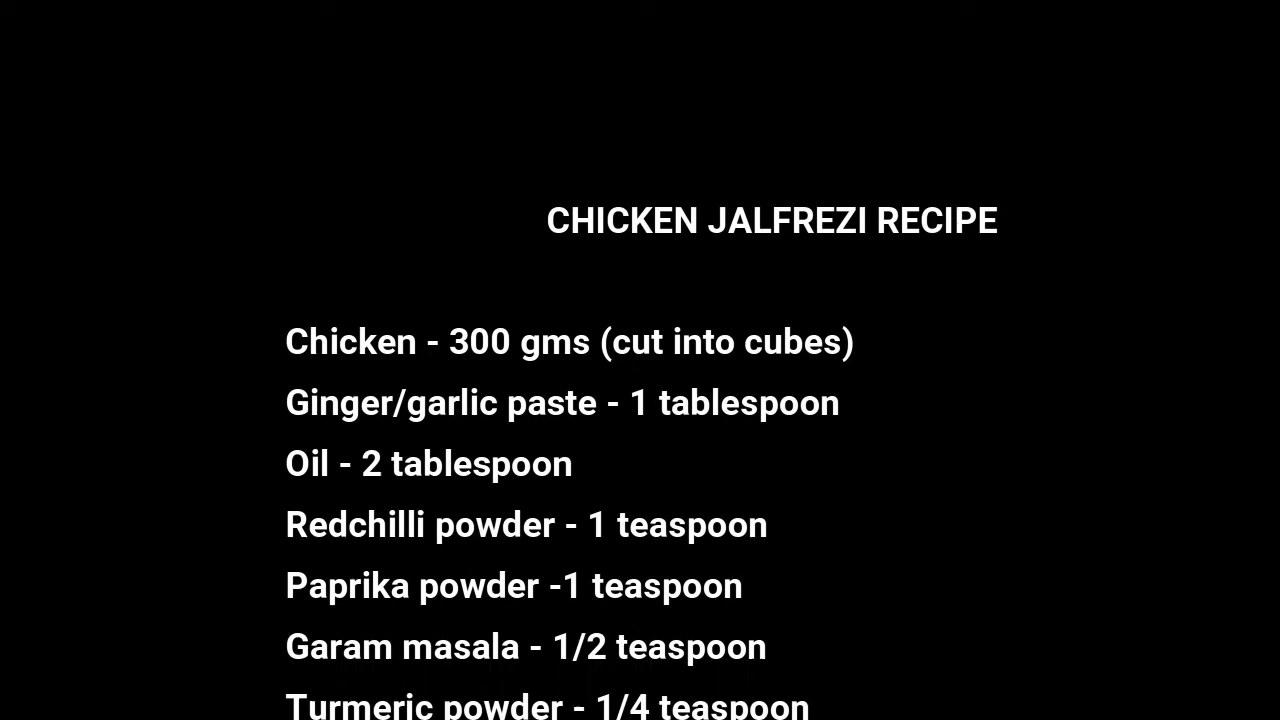 CHICKEN JALFREZI RECIPE
Chicken - 300 gms (cut into cubes)
Ginger/garlic paste - 1 tablespoon
Oil - 2 tablespoon
Redchilli powder - 1 teaspoon
Paprika powder -1 teaspoon
Garam masala - 1/2 teaspoon
Turmeric powder - 1/4 teaspoon